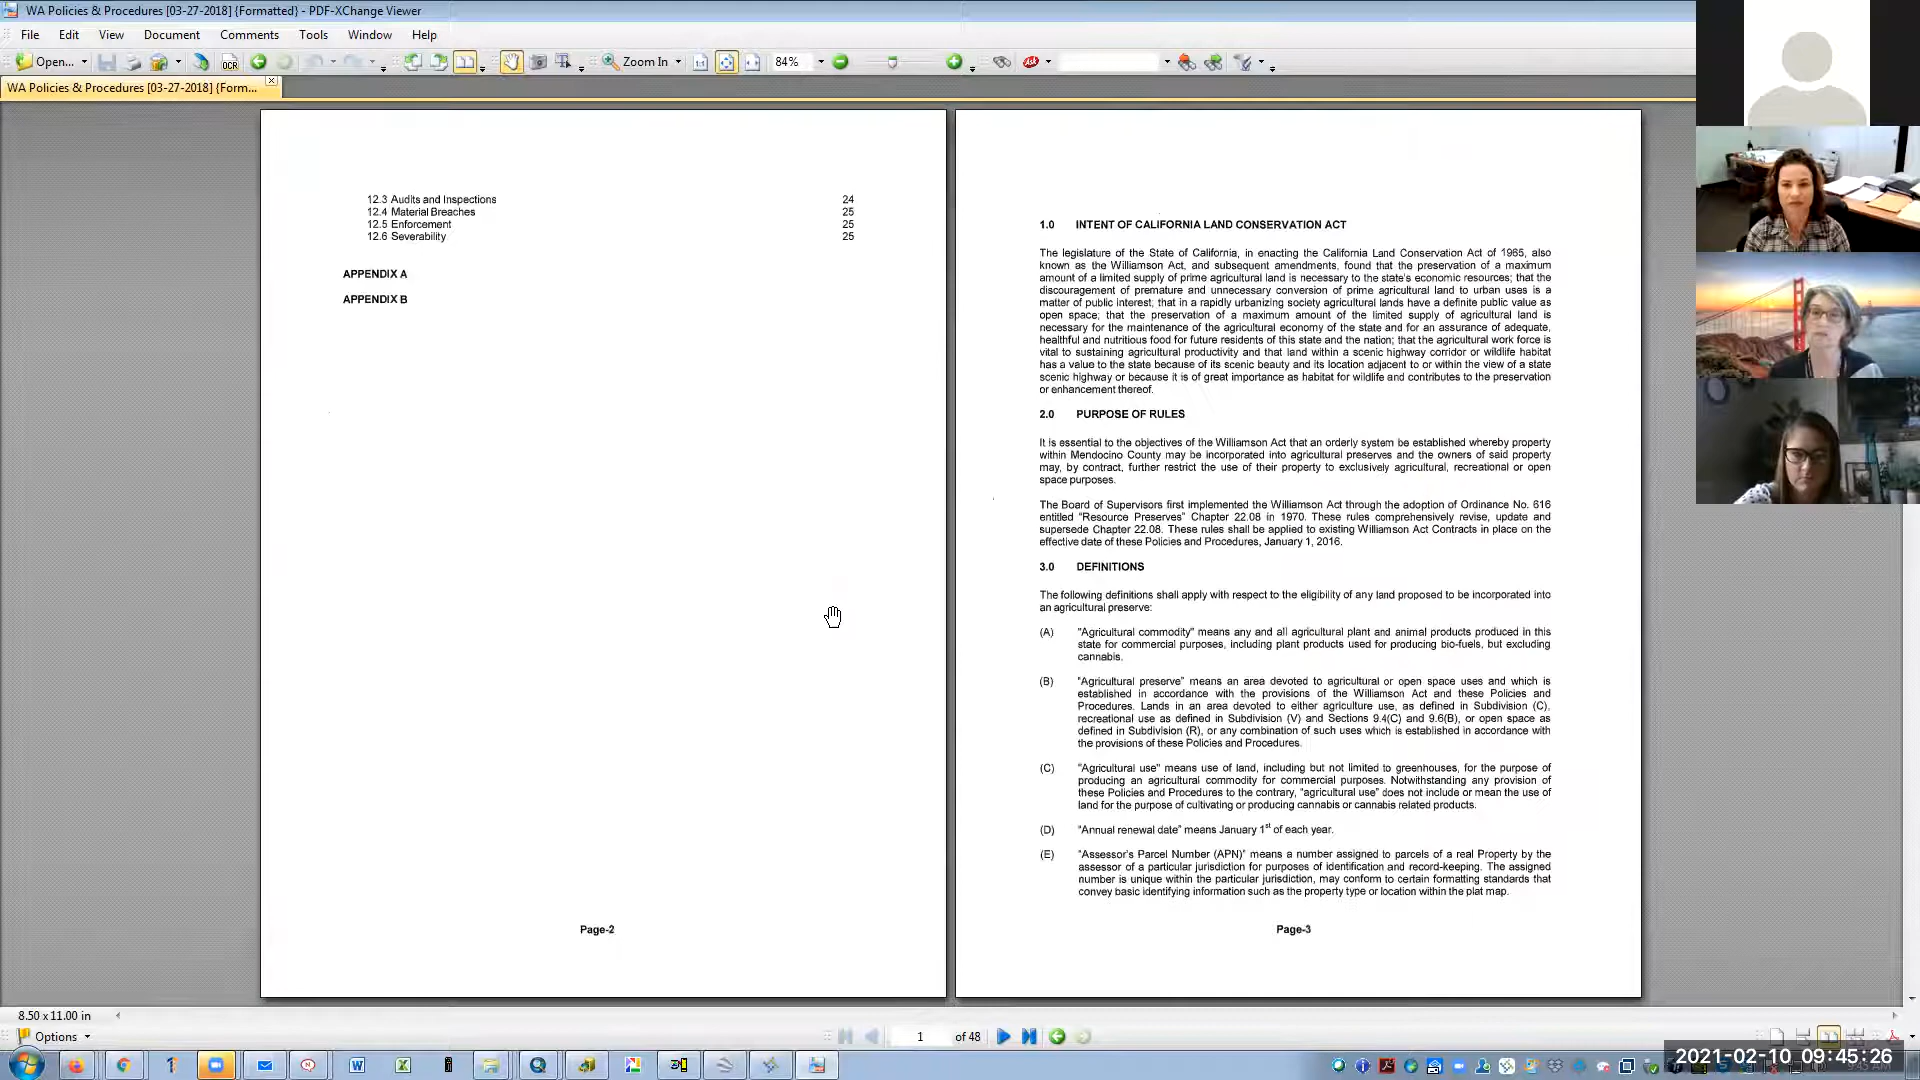 WA Policies & Procedures [03-27-2018] {Formatted} - PDF-XChange Viewer
File Edit View Document Comments Tools Window Help
Open... OCR Zoom In 84% Ask
WA Policies & Procedures [03-27-2018] {Form...
12.3 Audits and Inspections 24
12.4 Material Breaches 25
12.5 Enforcement 25
12.6 Severability 25
APPENDIX A
APPENDIX B
Page-2
1.0 INTENT OF CALIFORNIA LAND CONSERVATION ACT
The legislature of the State of California, in enacting the California Land Conservation Act of 1965, also
known as the Williamson Act, and subsequent amendments, found that the preservation of a maximum
amount of a limited supply of prime agricultural land is necessary to the state's economic resources; that the
discouragement of premature and unnecessary conversion of prime agricultural land to urban uses is a
matter of public interest; that in a rapidly urbanizing society agricultural lands have a definite public value as
open space; that the preservation of a maximum amount of the limited supply of agricultural land is
necessary for the maintenance of the agricultural economy of the state and for an assurance of adequate,
healthful and nutritious food for future residents of this state and the nation; that the agricultural work force is
vital to sustaining agricultural productivity and that land within a scenic highway corridor or wildlife habitat
has a value to the state because of its scenic beauty and its location adjacent to or within the view of a state
scenic highway or because it is of great importance as habitat for wildlife and contributes to the preservation
or enhancement thereof.
2.0 PURPOSE OF RULES
It is essential to the objectives of the Williamson Act that an orderly system be established whereby property
within Mendocino County may be incorporated into agricultural preserves and the owners of said property
may, by contract, further restrict the use of their property to exclusively agricultural, recreational or open
space purposes.
The Board of Supervisors first implemented the Williamson Act through the adoption of Ordinance No. 616
entitled "Resource Preserves" Chapter 22.08 in 1970. These rules comprehensively revise, update and
supersede Chapter 22.08. These rules shall be applied to existing Williamson Act Contracts in place on the
effective date of these Policies and Procedures, January 1, 2016.
3.0 DEFINITIONS
The following definitions shall apply with respect to the eligibility of any land proposed to be incorporated into
an agricultural preserve:
(A) "Agricultural commodity" means any and all agricultural plant and animal products produced in this
state for commercial purposes, including plant products used for producing bio-fuels, but excluding
cannabis.
(B) "Agricultural preserve" means an area devoted to agricultural or open space uses and which is
established in accordance with the provisions of the Williamson Act and these Policies and
Procedures. Lands in an area devoted to either agriculture use, as defined in Subdivision (C),
recreational use as defined in Subdivision (V) and Sections 9.4(C) and 9.6(B), or open space as
defined in Subdivision (R), or any combination of such uses which is established in accordance with
the provisions of these Policies and Procedures.
(C) "Agricultural use" means use of land, including but not limited to greenhouses, for the purpose of
producing an agricultural commodity for commercial purposes. Notwithstanding any provision of
these Policies and Procedures to the contrary, "agricultural use" does not include or mean the use of
land for the purpose of cultivating or producing cannabis or cannabis related products.
(D) "Annual renewal date" means January 1st of each year.
(E) "Assessor's Parcel Number (APN)" means a number assigned to parcels of a real Property by the
assessor of a particular jurisdiction for purposes of identification and record-keeping. The assigned
number is unique within the particular jurisdiction, may conform to certain formatting standards that
convey basic identifying information such as the property type or location within the plat map.
Page-3
8.50 x 11.00 in
Options 1 of 48
2021-02-10 09:45:26